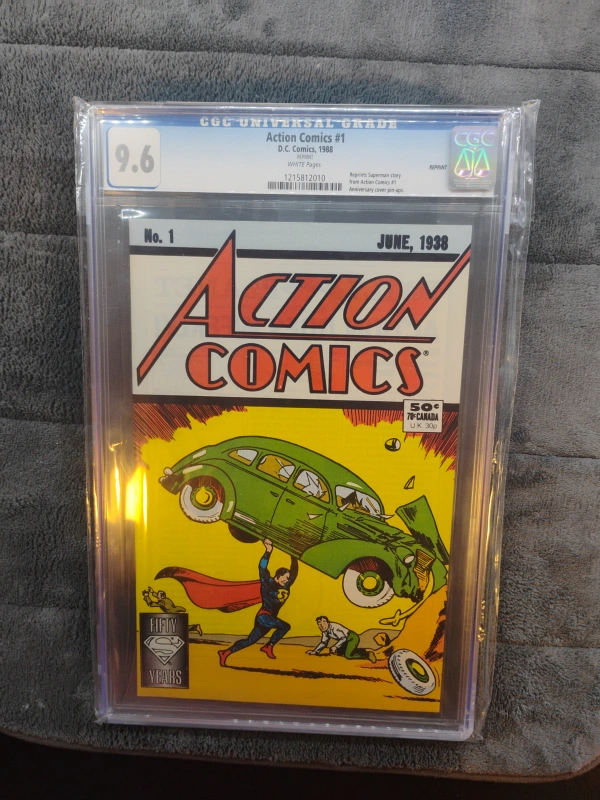 CGC UNIVERSAL GRADE
9.6
Action Comics #1
D.C. Comics, 1988
REPRINT
WHITE Pages
1215812010
REPRINT
Reprints Superman story
from Action Comics #1
Anniversary cover pin-ups.
CGC
No. 1
JUNE, 1938
ACTION
COMICS®
50¢
70¢ CANADA
U.K. 30p
S
FIFTY
S
YEARS